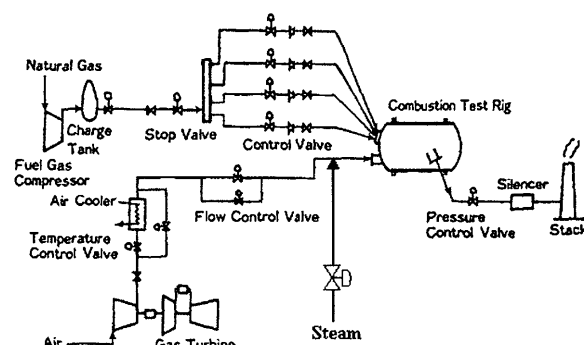 Natural Gas
Charge
Tank
Stop Valve
Control Valve
Combustion Test Rig
Fuel Gas
Compressor
Air Cooler
Flow Control Valve
Temperature
Control Valve
Silencer
Pressure
Control Valve
Stack
Steam
Air
Gas Turbine